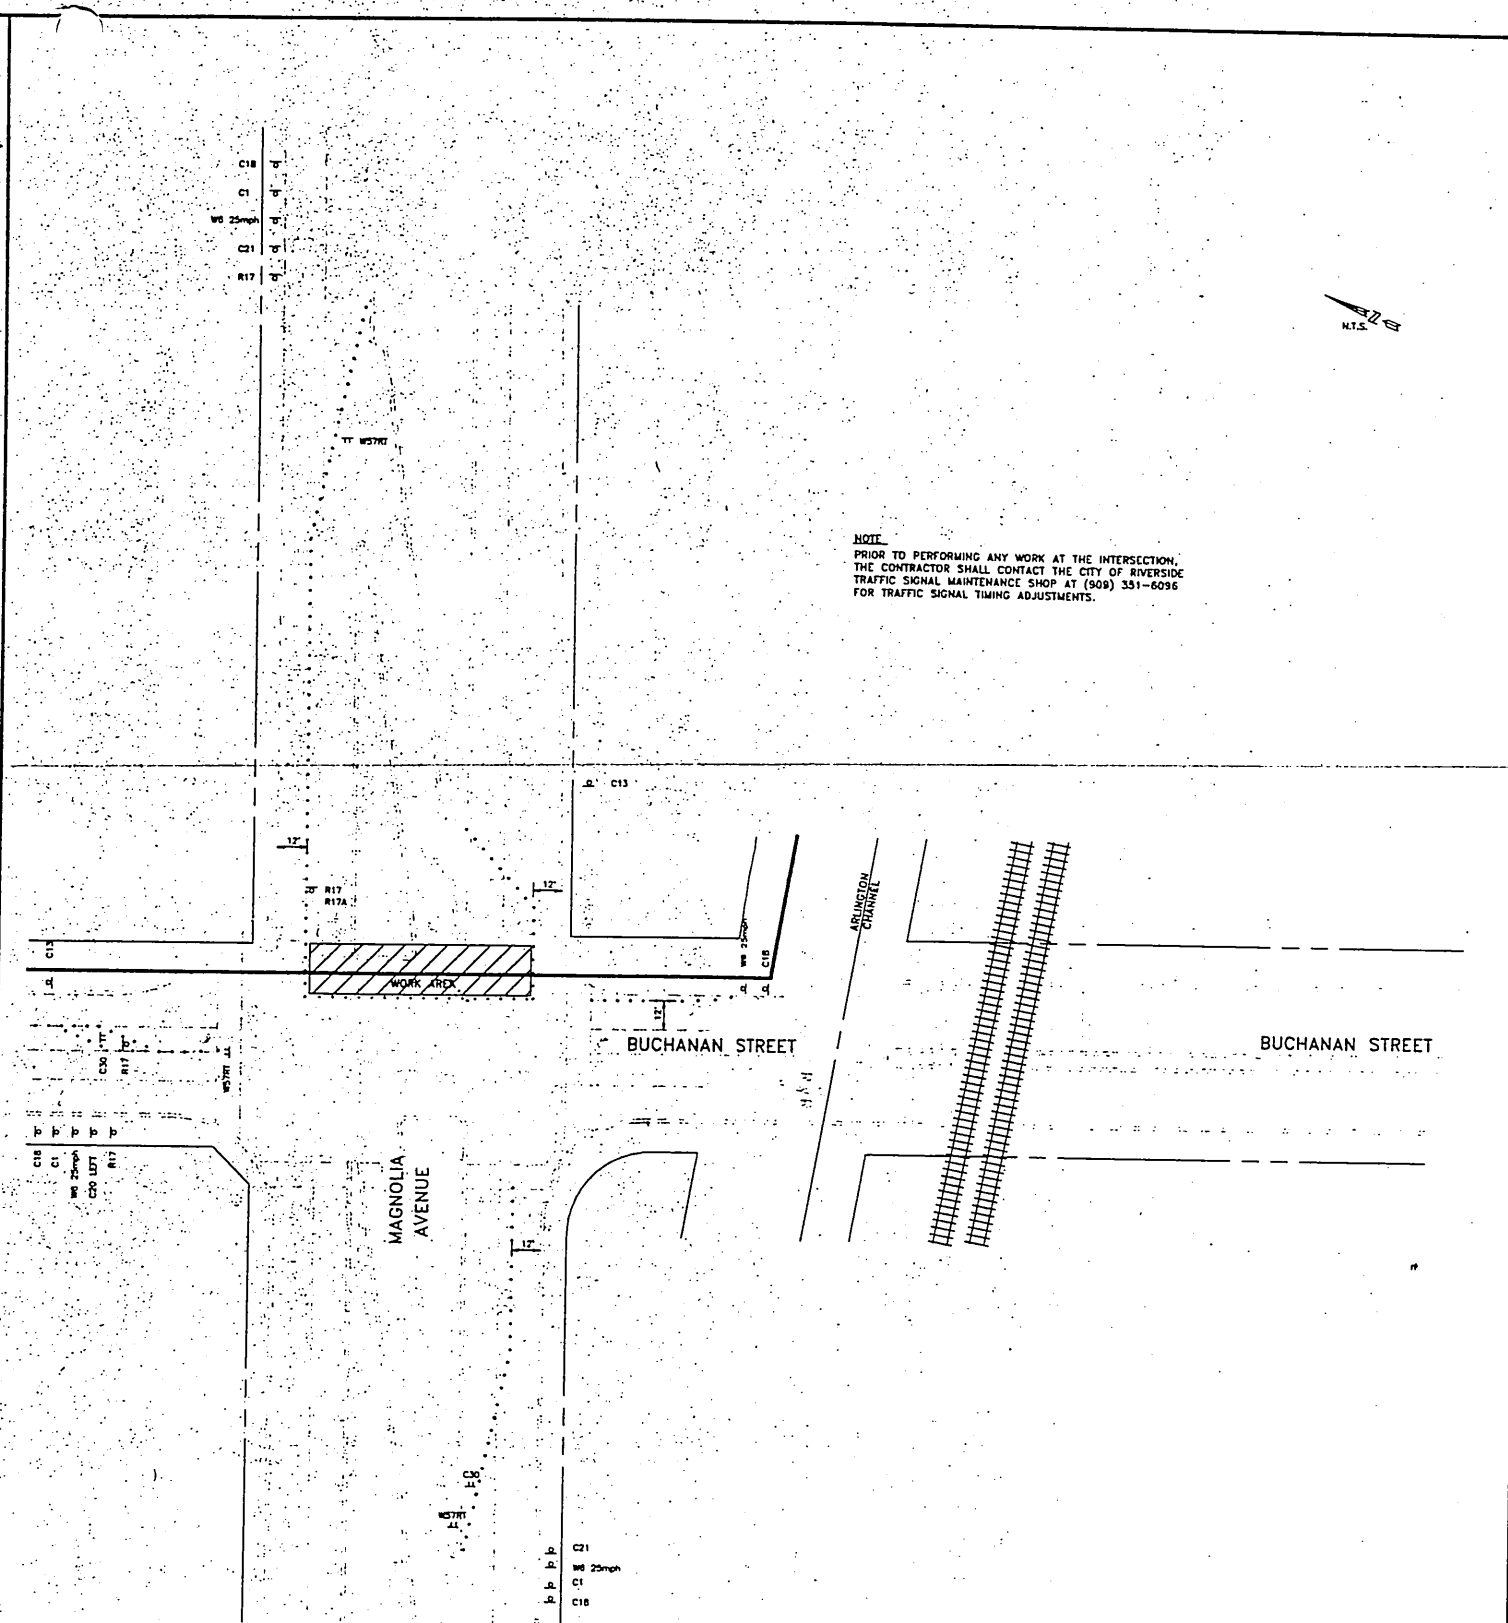 C18
C1
W6 25mph
C21
R17
N.T.S.
W57RT
NOTE
PRIOR TO PERFORMING ANY WORK AT THE INTERSECTION,
THE CONTRACTOR SHALL CONTACT THE CITY OF RIVERSIDE
TRAFFIC SIGNAL MAINTENANCE SHOP AT (909) 351-6096
FOR TRAFFIC SIGNAL TIMING ADJUSTMENTS.
C13
12'
R17
R17A
12'
ARLINGTON
CHANNEL
C13
W6 25mph
C18
WORK AREA
12'
BUCHANAN STREET
BUCHANAN STREET
C30
R17
W57RT
C18
C1
W6 25mph
C20 LEFT
R17
MAGNOLIA
AVENUE
12'
C30
W57RT
C21
W6 25mph
C1
C18